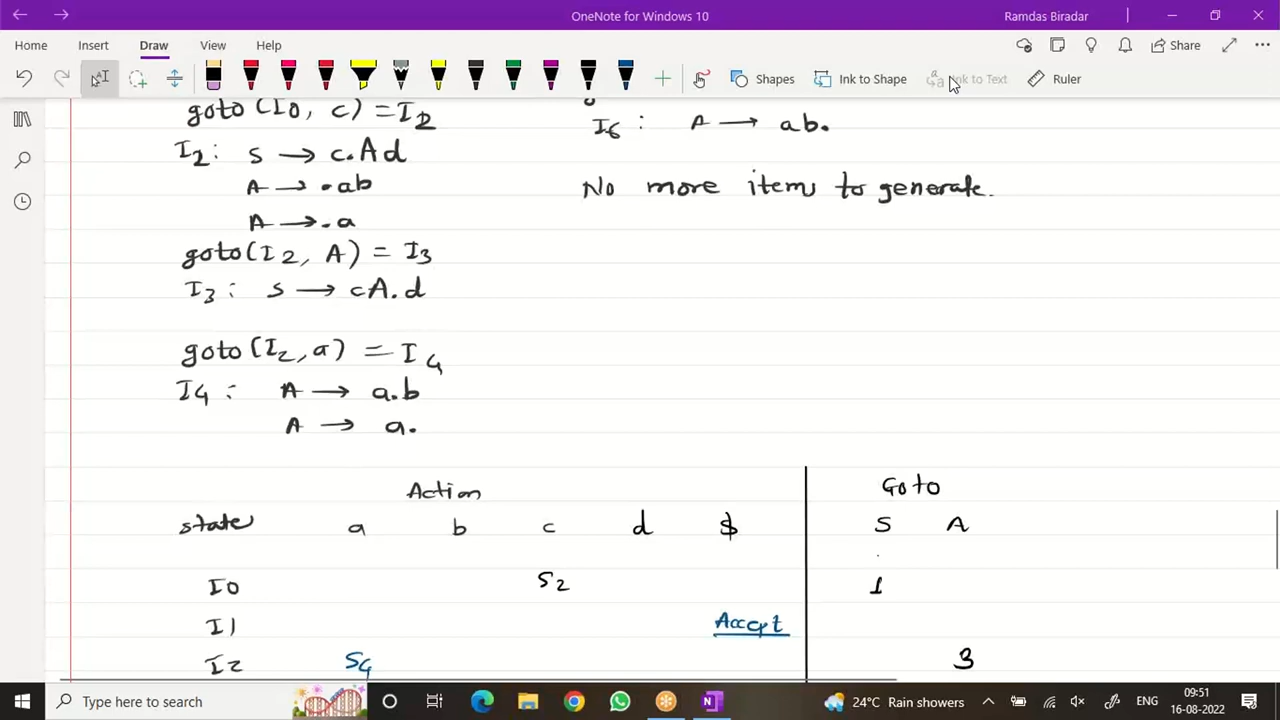 OneNote for Windows 10
Ramdas Biradar
Home Insert Draw View Help
Share
Shapes Ink to Shape Ink to Text Ruler
goto (I0, c) = I2
I2: S → c.Ad
A → .ab
A → .a
goto(I2, A) = I3
I3: S → cA.d
goto(I2, a) = I4
I4: A → a.b
A → a.
I6: A → ab.
No more items to generate.
Action Goto
state a b c d $ S A
I0 S2 1
I1 Accept
I2 S4 3
Type here to search
24°C Rain showers
ENG
09:51
16-08-2022